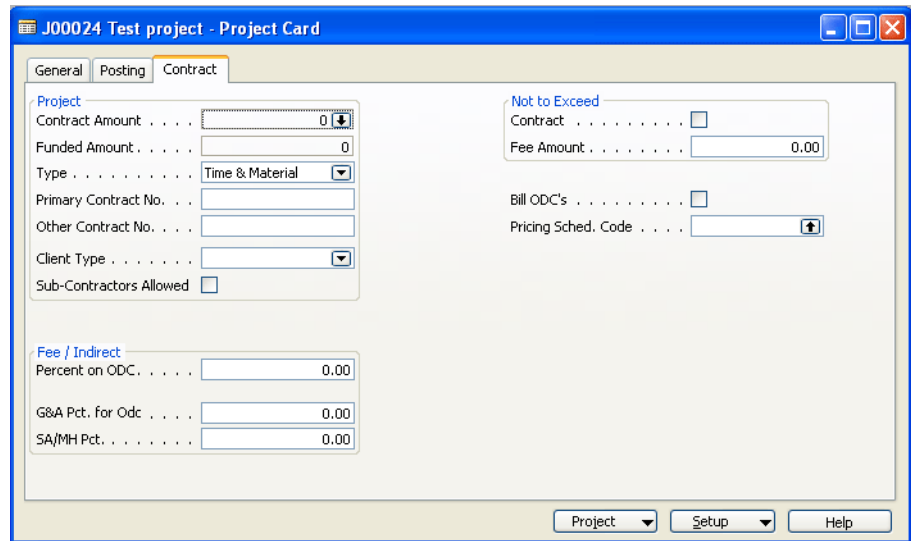 J00024 Test project - Project Card
General Posting Contract
Project
Contract Amount . . . . 0
Funded Amount . . . . . 0
Type . . . . . . . . . . Time & Material
Primary Contract No. . .
Other Contract No. . . .
Client Type . . . . . . .
Sub-Contractors Allowed
Not to Exceed
Contract . . . . . . . . .
Fee Amount . . . . . . . . 0.00
Bill ODC's . . . . . . . . .
Pricing Sched. Code . . . .
Fee / Indirect
Percent on ODC. . . . . 0.00
G&A Pct. for Odc . . . . 0.00
SA/MH Pct. . . . . . . . 0.00
Project Setup Help